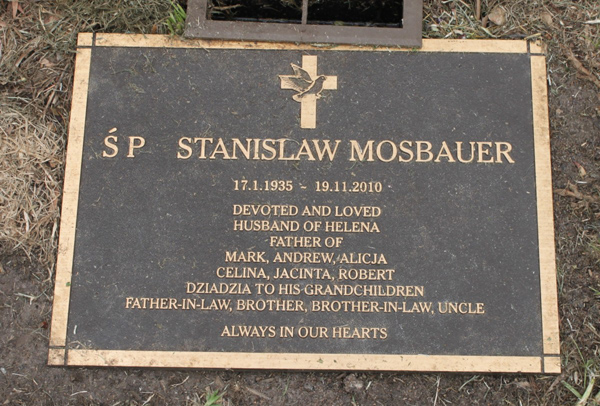 ŚP STANISLAW MOSBAUER
17.1.1935 - 19.11.2010
DEVOTED AND LOVED
HUSBAND OF HELENA
FATHER OF
MARK, ANDREW, ALICJA
CELINA, JACINTA, ROBERT
DZIADZIA TO HIS GRANDCHILDREN
FATHER-IN-LAW, BROTHER, BROTHER-IN-LAW, UNCLE
ALWAYS IN OUR HEARTS